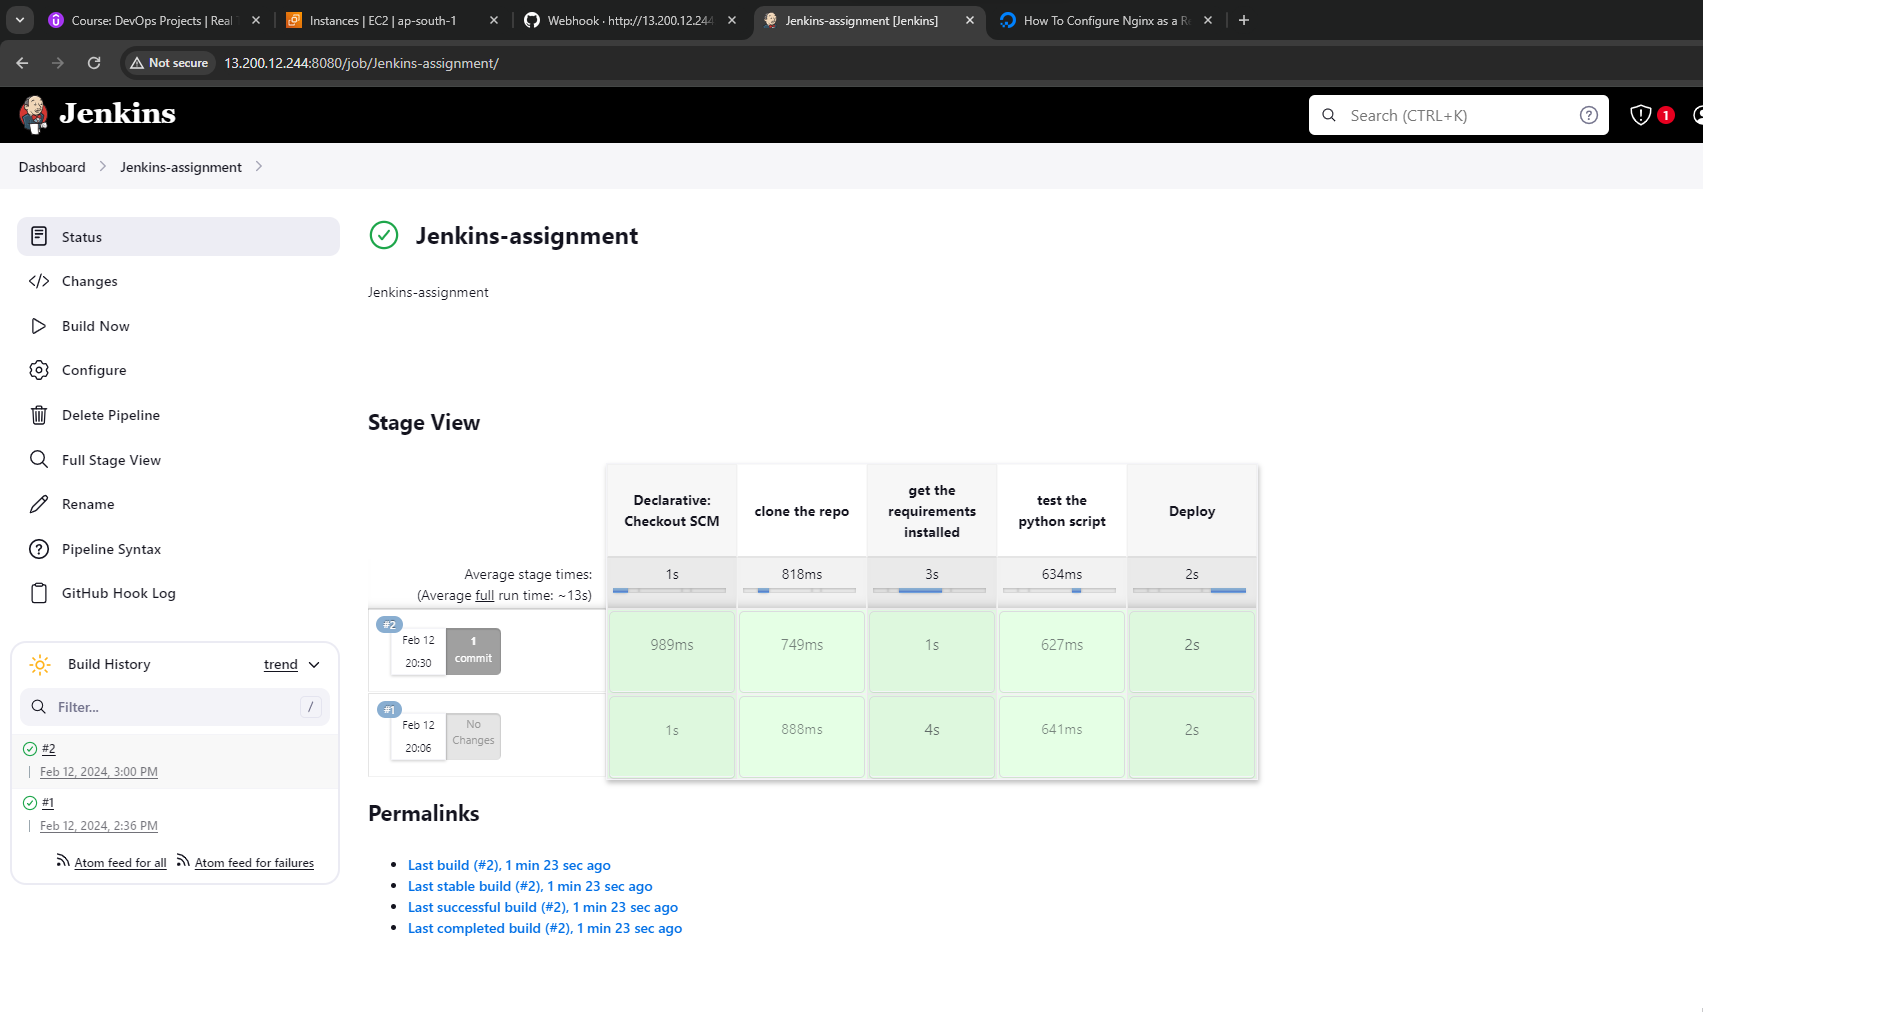 Course: DevOps Projects | Real
Instances | EC2 | ap-south-1
Webhook · http://13.200.12.244
Jenkins-assignment [Jenkins]
How To Configure Nginx as a Re
Not secure
13.200.12.244:8080/job/Jenkins-assignment/
Jenkins
Search (CTRL+K)
1
Dashboard
Jenkins-assignment
Status
Changes
Build Now
Configure
Delete Pipeline
Full Stage View
Rename
Pipeline Syntax
GitHub Hook Log
Build History
trend
Filter...
/
#2
Feb 12, 2024, 3:00 PM
#1
Feb 12, 2024, 2:36 PM
Atom feed for all
Atom feed for failures
Jenkins-assignment
Jenkins-assignment
Stage View
Declarative:
Checkout SCM
clone the repo
get the
requirements
installed
test the
python script
Deploy
Average stage times:
(Average full run time: ~13s)
1s
818ms
3s
634ms
2s
#2
Feb 12
20:30
1
commit
989ms
749ms
1s
627ms
2s
#1
Feb 12
20:06
No
Changes
1s
888ms
4s
641ms
2s
Permalinks
Last build (#2), 1 min 23 sec ago
Last stable build (#2), 1 min 23 sec ago
Last successful build (#2), 1 min 23 sec ago
Last completed build (#2), 1 min 23 sec ago